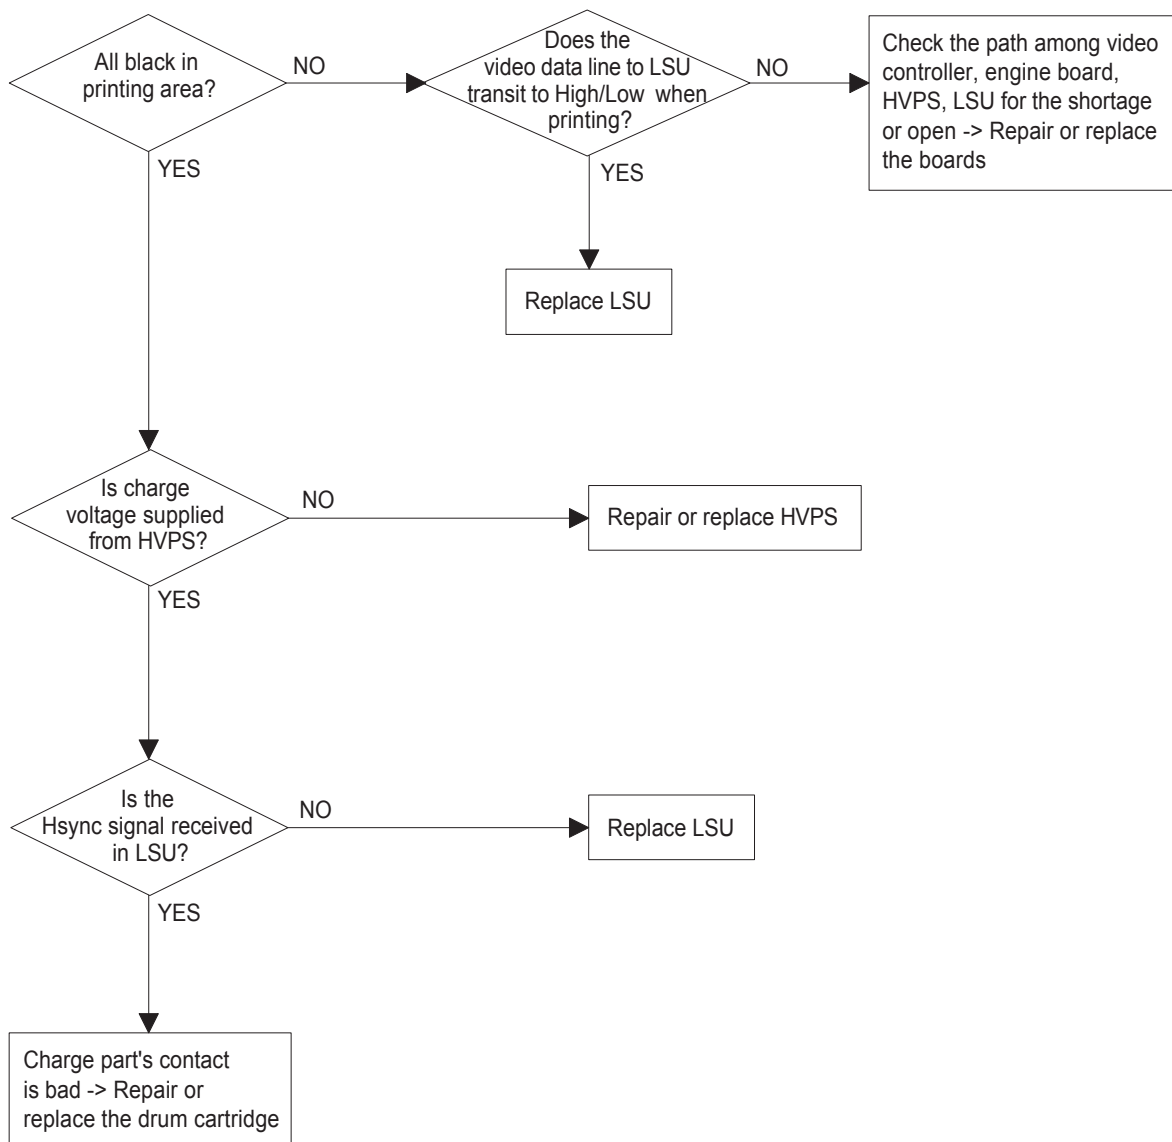 All black in
printing area?
NO
Does the
video data line to LSU
transit to High/Low when
printing?
NO
Check the path among video
controller, engine board,
HVPS, LSU for the shortage
or open -> Repair or replace
the boards
YES
YES
Replace LSU
Is charge
voltage supplied
from HVPS?
NO
Repair or replace HVPS
YES
Is the
Hsync signal received
in LSU?
NO
Replace LSU
YES
Charge part's contact
is bad -> Repair or
replace the drum cartridge